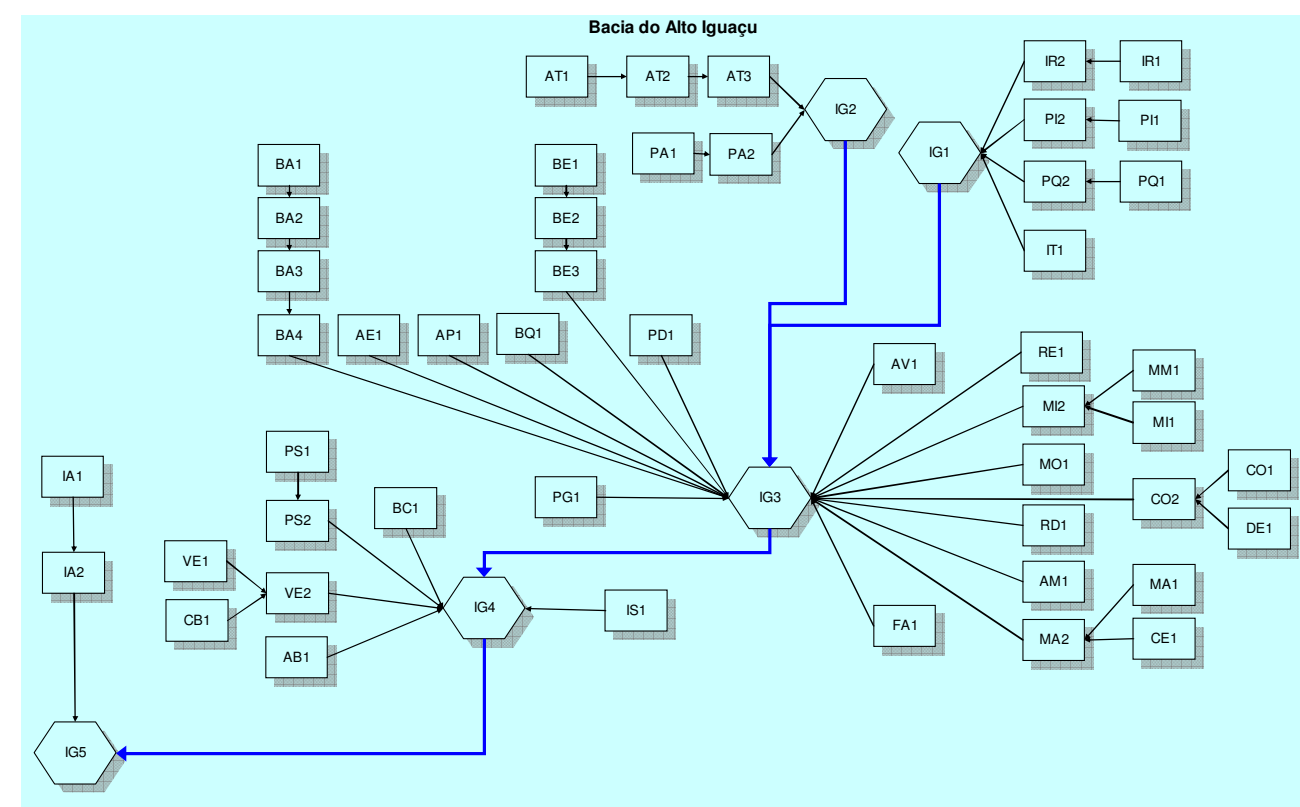 Bacia do Alto Iguaçu
AT1
AT2
AT3
IG2
IR2
IR1
PI2
PI1
PA1
PA2
IG1
BA1
BE1
PQ2
PQ1
BA2
BE2
IT1
BA3
BE3
BA4
AE1
AP1
BQ1
PD1
AV1
RE1
MM1
MI2
MI1
PS1
IA1
MO1
CO1
PG1
IG3
CO2
PS2
BC1
RD1
DE1
VE1
IA2
AM1
MA1
VE2
IG4
IS1
CB1
FA1
MA2
CE1
AB1
IG5